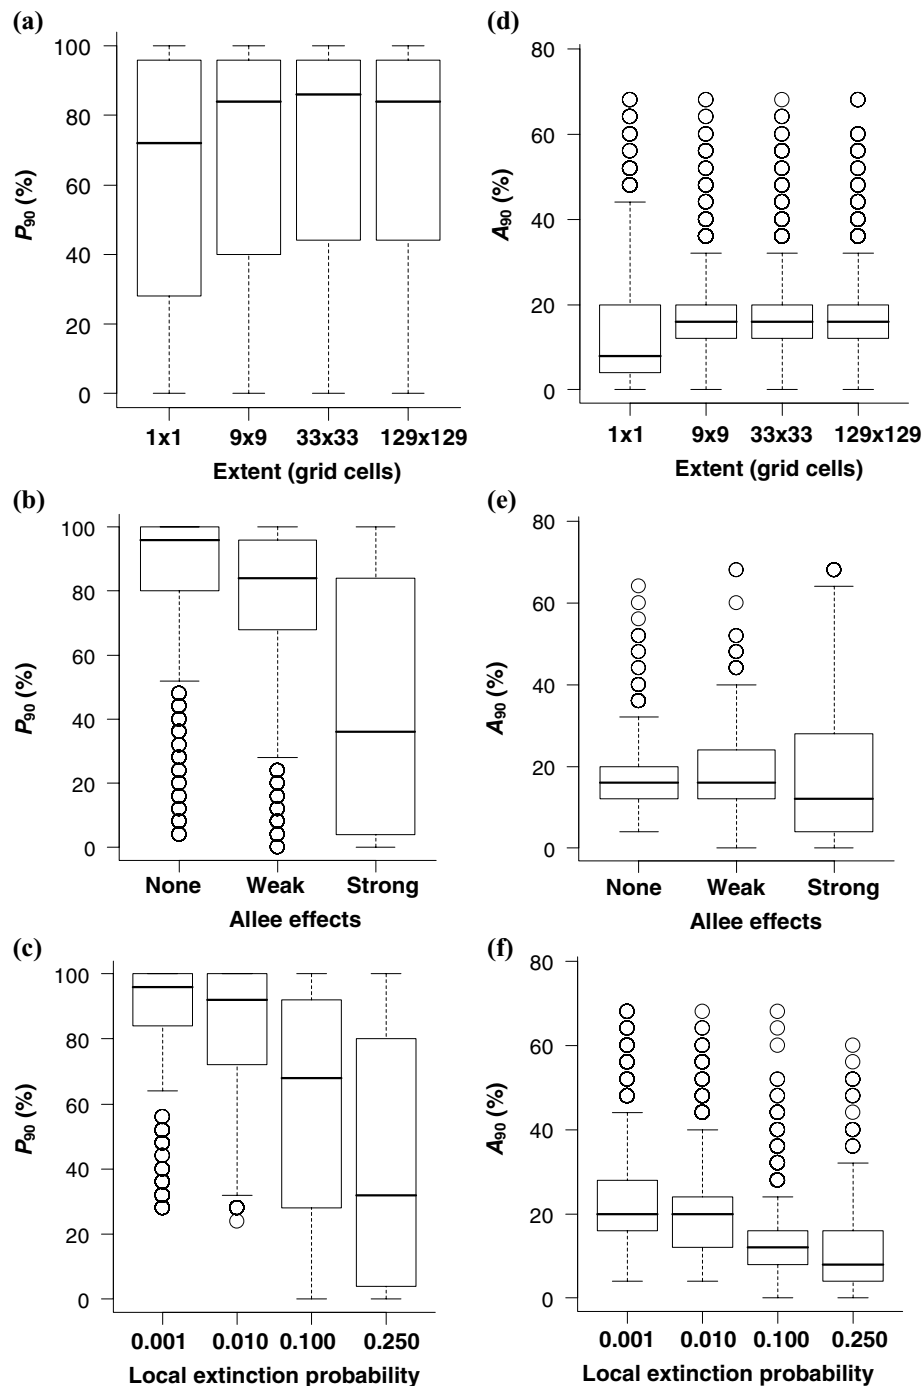 (a)
100
80
60
40
20
0
P90 (%)
1x1 9x9 33x33 129x129
Extent (grid cells)
(d)
80
60
40
20
0
A90 (%)
1x1 9x9 33x33 129x129
Extent (grid cells)
(b)
100
80
60
40
20
0
P90 (%)
None Weak Strong
Allee effects
(e)
80
60
40
20
0
A90 (%)
None Weak Strong
Allee effects
(c)
100
80
60
40
20
0
P90 (%)
0.001 0.010 0.100 0.250
Local extinction probability
(f)
80
60
40
20
0
A90 (%)
0.001 0.010 0.100 0.250
Local extinction probability